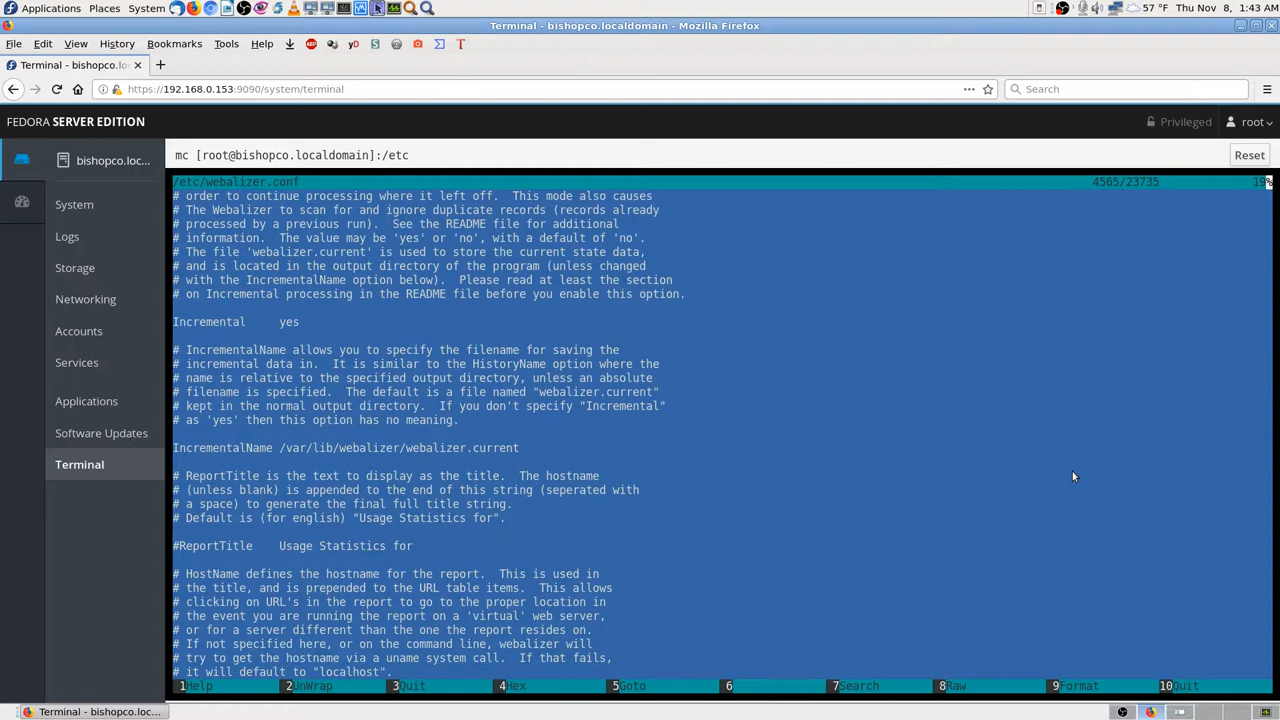 Applications Places System
57 °F Thu Nov 8, 1:43 AM
Terminal - bishopco.localdomain - Mozilla Firefox
File Edit View History Bookmarks Tools Help
Terminal - bishopco.lo
https://192.168.0.153:9090/system/terminal
Search
FEDORA SERVER EDITION
Privileged
root
bishopco.loc...
System
Logs
Storage
Networking
Accounts
Services
Applications
Software Updates
Terminal
mc [root@bishopco.localdomain]:/etc
Reset
/etc/webalizer.conf 4565/23735 19%
# order to continue processing where it left off.  This mode also causes
# The Webalizer to scan for and ignore duplicate records (records already
# processed by a previous run).  See the README file for additional
# information.  The value may be 'yes' or 'no', with a default of 'no'.
# The file 'webalizer.current' is used to store the current state data,
# and is located in the output directory of the program (unless changed
# with the IncrementalName option below).  Please read at least the section
# on Incremental processing in the README file before you enable this option.
Incremental     yes
# IncrementalName allows you to specify the filename for saving the
# incremental data in.  It is similar to the HistoryName option where the
# name is relative to the specified output directory, unless an absolute
# filename is specified.  The default is a file named "webalizer.current"
# kept in the normal output directory.  If you don't specify "Incremental"
# as 'yes' then this option has no meaning.
IncrementalName /var/lib/webalizer/webalizer.current
# ReportTitle is the text to display as the title.  The hostname
# (unless blank) is appended to the end of this string (seperated with
# a space) to generate the final full title string.
# Default is (for english) "Usage Statistics for".
#ReportTitle    Usage Statistics for
# HostName defines the hostname for the report.  This is used in
# the title, and is prepended to the URL table items.  This allows
# clicking on URL's in the report to go to the proper location in
# the event you are running the report on a 'virtual' web server,
# or for a server different than the one the report resides on.
# If not specified here, or on the command line, webalizer will
# try to get the hostname via a uname system call.  If that fails,
# it will default to "localhost".
1Help 2UnWrap 3Quit 4Hex 5Goto 6 7Search 8Raw 9Format 10Quit
Terminal - bishopco.loc...